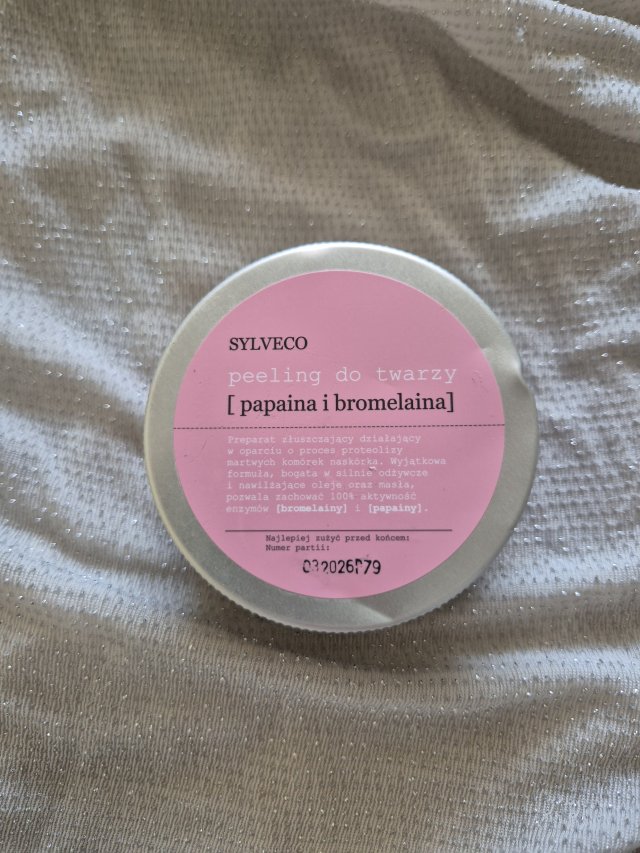 SYLVECO
peeling do twarzy
[ papaina i bromelaina]
Preparat złuszczający działający
w oparciu o proces proteolizy
martwych komórek naskórka. Wyjątkowa
formuła, bogata w silnie odżywcze
i nawilżające oleje oraz masła,
pozwala zachować 100% aktywność
enzymów [bromelainy] i [papainy].
Najlepiej zużyć przed końcem:
Numer partii:
032026P79